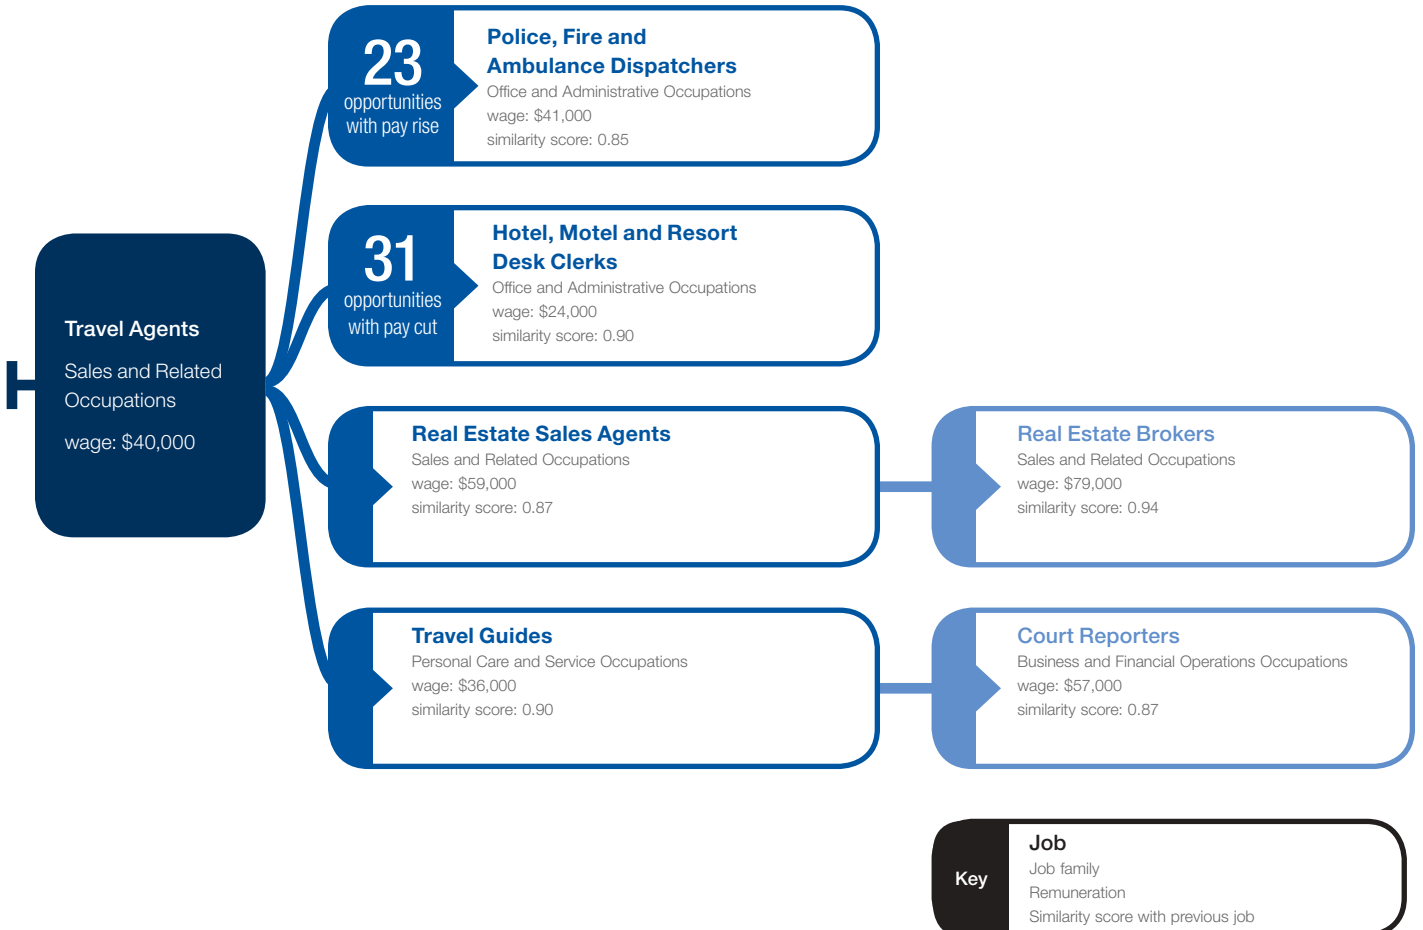 23
opportunities
with pay rise
Police, Fire and
Ambulance Dispatchers
Office and Administrative Occupations
wage: $41,000
similarity score: 0.85
31
opportunities
with pay cut
Hotel, Motel and Resort
Desk Clerks
Office and Administrative Occupations
wage: $24,000
similarity score: 0.90
Travel Agents
Sales and Related
Occupations
wage: $40,000
Real Estate Sales Agents
Sales and Related Occupations
wage: $59,000
similarity score: 0.87
Real Estate Brokers
Sales and Related Occupations
wage: $79,000
similarity score: 0.94
Travel Guides
Personal Care and Service Occupations
wage: $36,000
similarity score: 0.90
Court Reporters
Business and Financial Operations Occupations
wage: $57,000
similarity score: 0.87
Key
Job
Job family
Remuneration
Similarity score with previous job